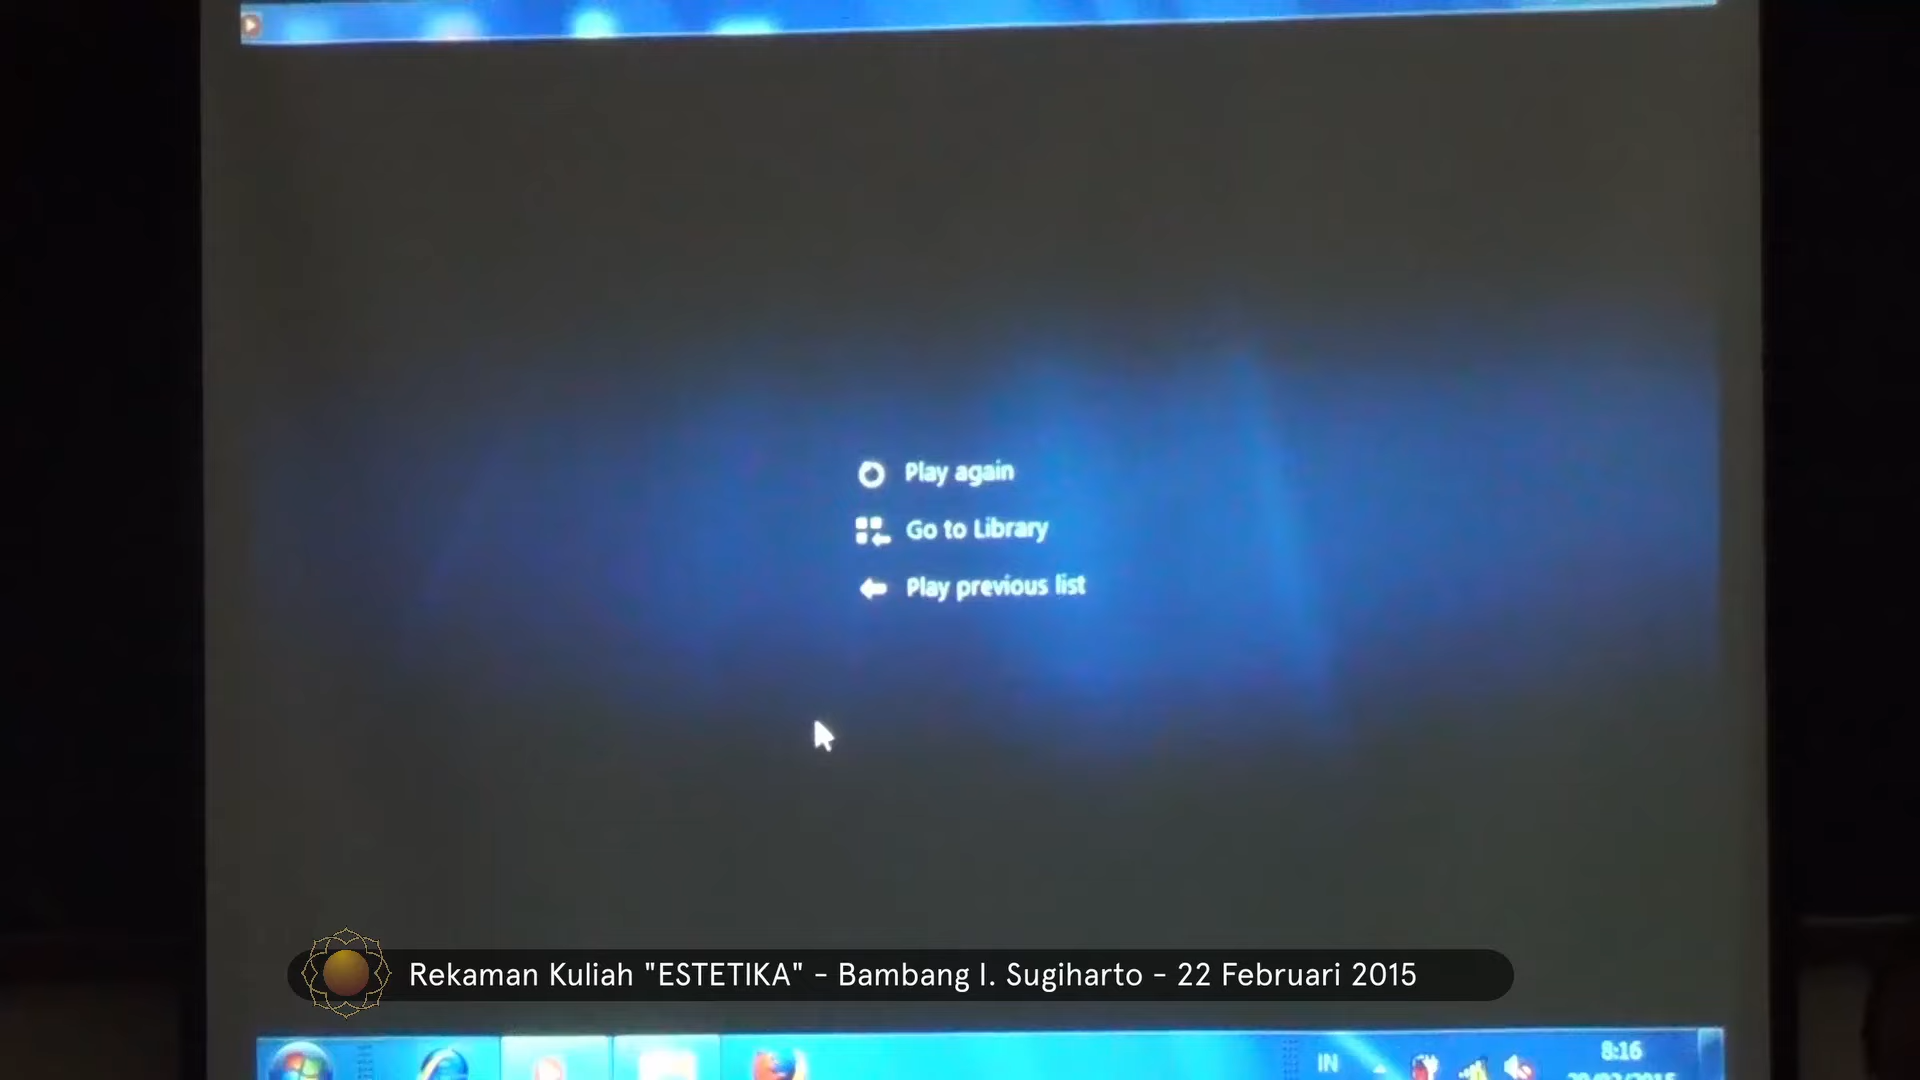 Play again
Go to Library
Play previous list
Rekaman Kuliah "ESTETIKA" - Bambang I. Sugiharto - 22 Februari 2015
IN
8:16